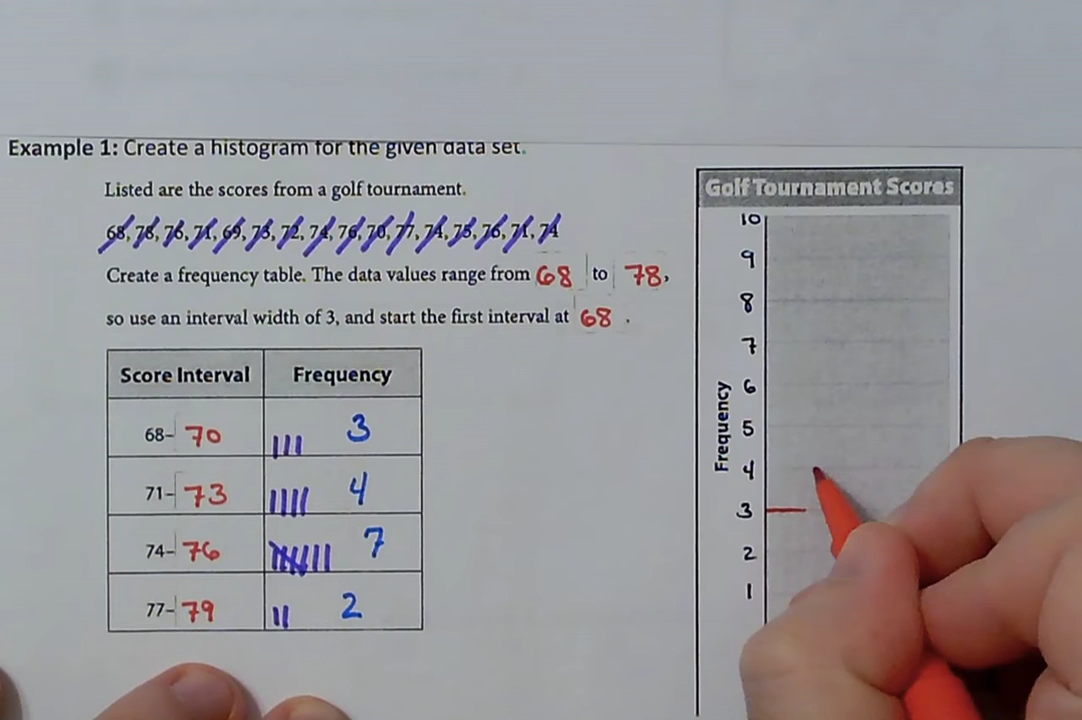 Example 1: Create a histogram for the given data set.
Listed are the scores from a golf tournament.
68, 78, 76, 71, 69, 73, 72, 74, 76, 70, 77, 74, 75, 76, 71, 74
Create a frequency table. The data values range from 68 to 78,
so use an interval width of 3, and start the first interval at 68.
Score Interval Frequency
68-70 3
71-73 4
74-76 7
77-79 2
Golf Tournament Scores
Frequency
10
9
8
7
6
5
4
3
2
1